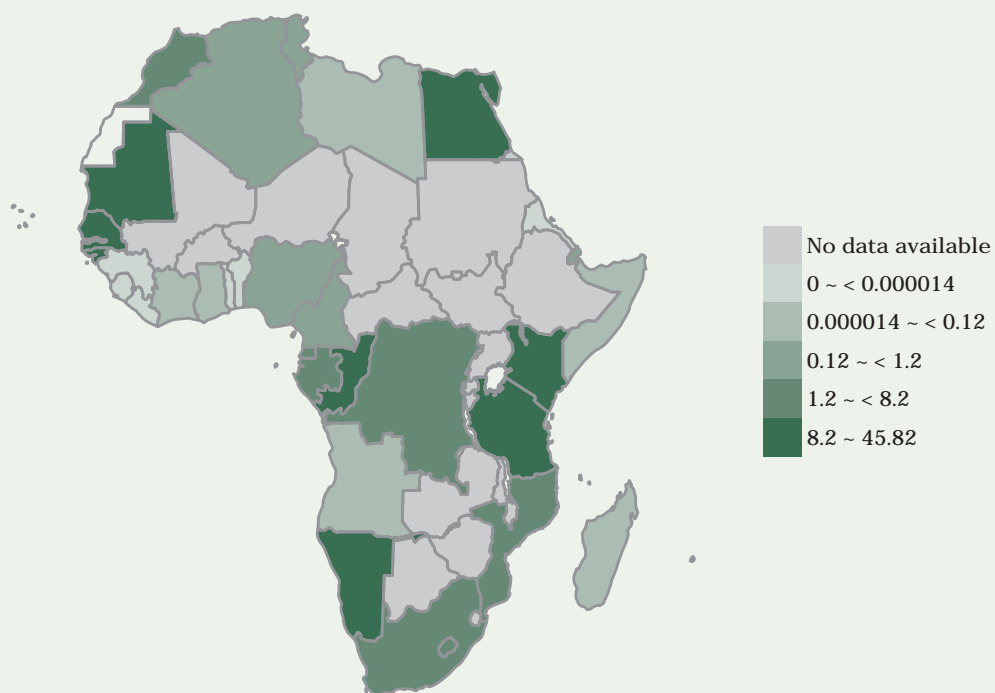 No data available
0 ~ < 0.000014
0.000014 ~ < 0.12
0.12 ~ < 1.2
1.2 ~ < 8.2
8.2 ~ 45.82